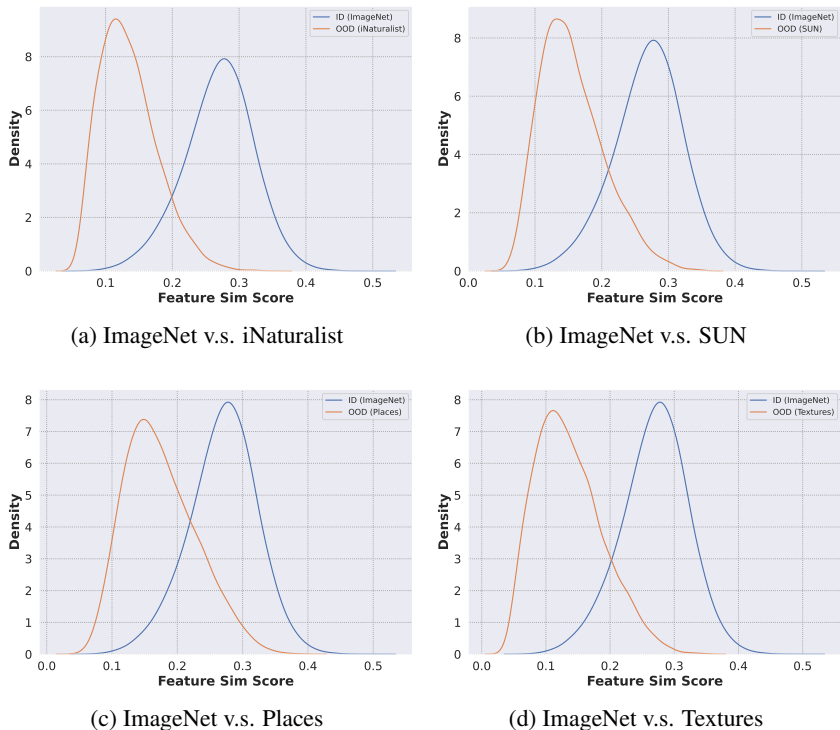 ID (ImageNet)
OOD (iNaturalist)
Density
8
6
4
2
0
0.1 0.2 0.3 0.4 0.5
Feature Sim Score
(a) ImageNet v.s. iNaturalist
ID (ImageNet)
OOD (SUN)
Density
8
6
4
2
0
0.0 0.1 0.2 0.3 0.4 0.5
Feature Sim Score
(b) ImageNet v.s. SUN
ID (ImageNet)
OOD (Places)
Density
8
7
6
5
4
3
2
1
0
0.0 0.1 0.2 0.3 0.4 0.5
Feature Sim Score
(c) ImageNet v.s. Places
ID (ImageNet)
OOD (Textures)
Density
8
7
6
5
4
3
2
1
0
0.0 0.1 0.2 0.3 0.4 0.5
Feature Sim Score
(d) ImageNet v.s. Textures